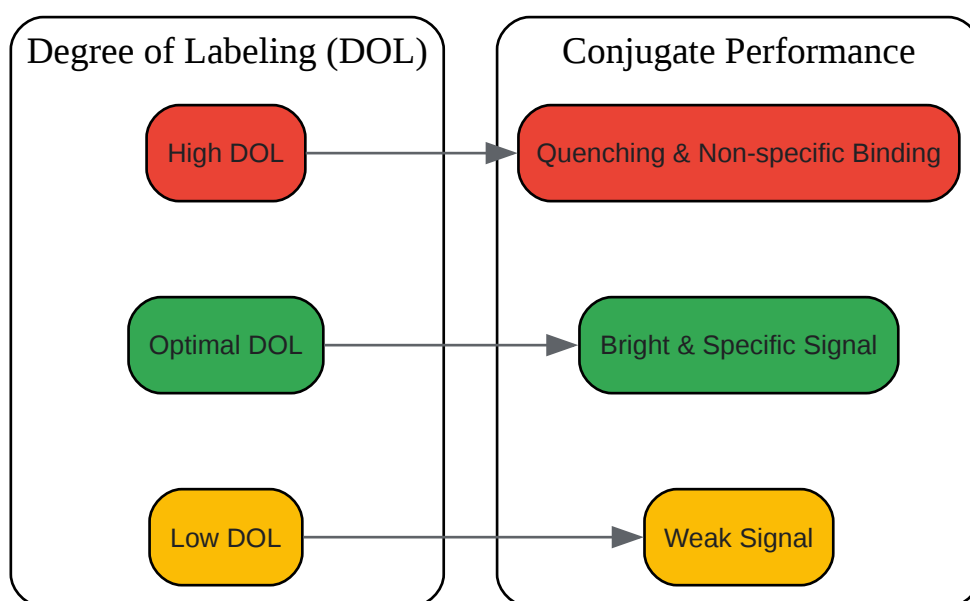 Degree of Labeling (DOL)
Conjugate Performance
High DOL
Quenching & Non-specific Binding
Optimal DOL
Bright & Specific Signal
Low DOL
Weak Signal